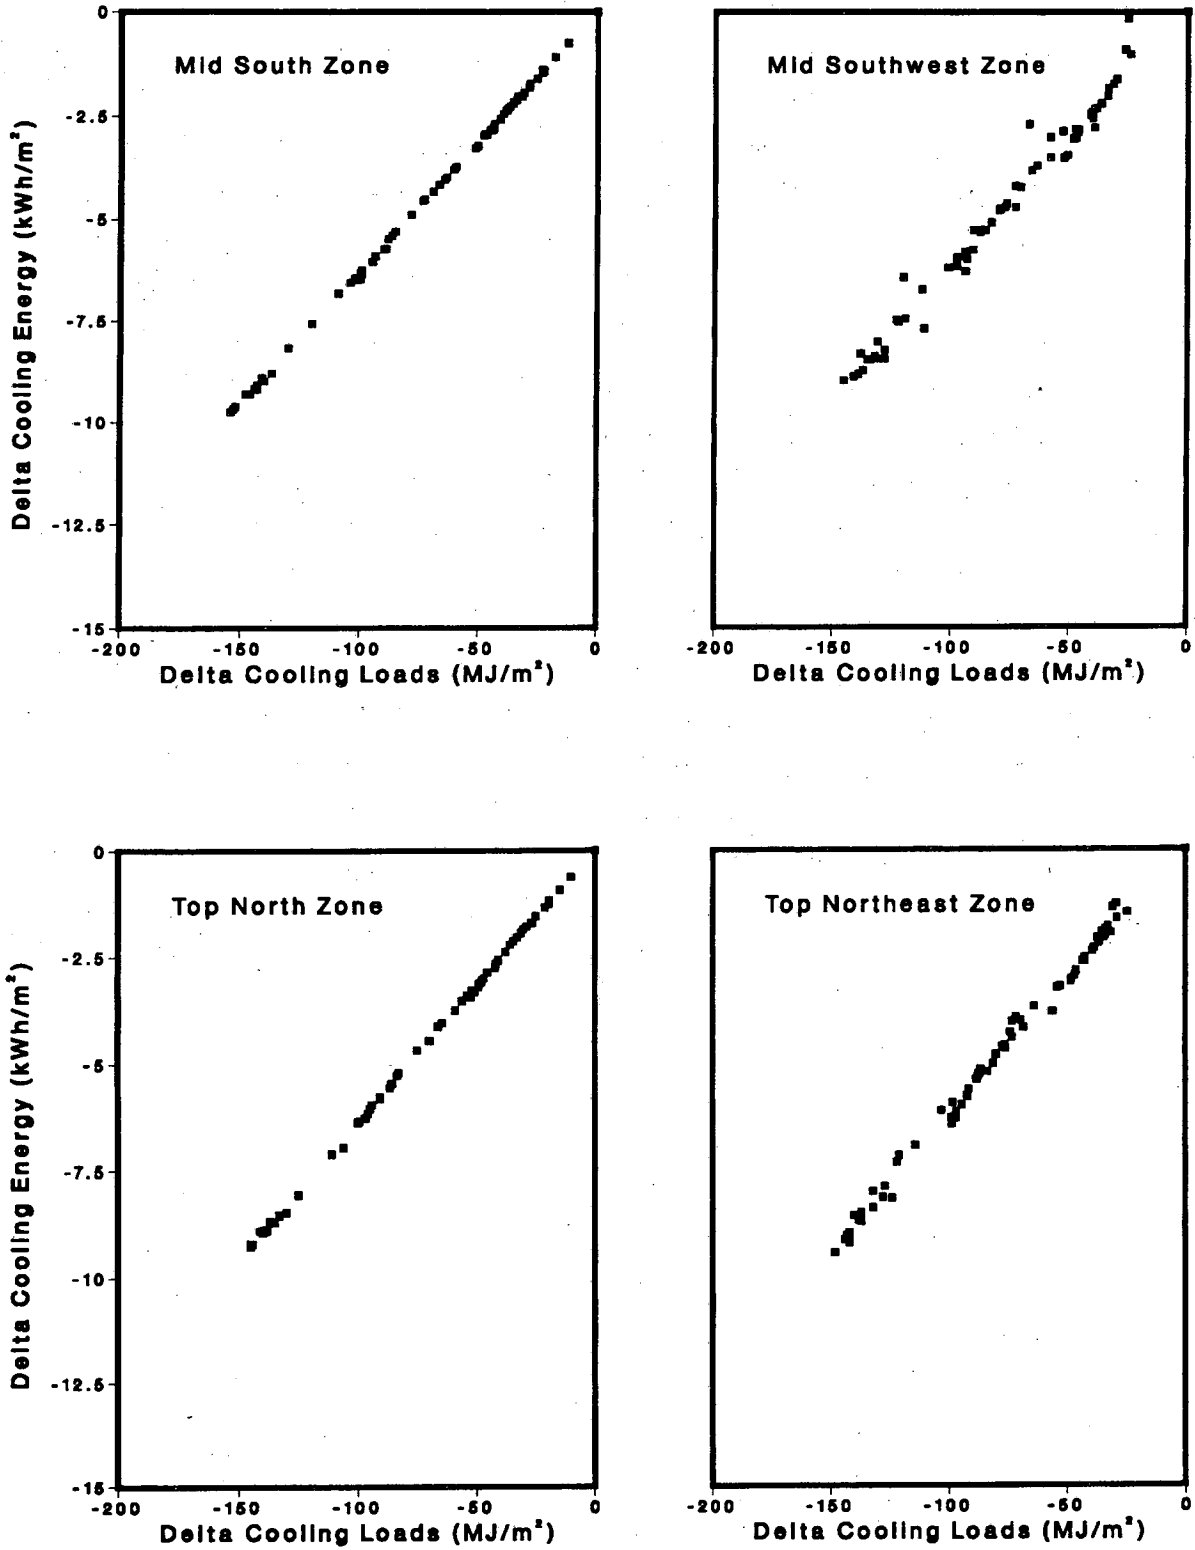 Mid South Zone
0
-2.5
-5
-7.5
-10
-12.5
-15
Delta Cooling Energy (kWh/m²)
-200 -150 -100 -50 0
Delta Cooling Loads (MJ/m²)
Mid Southwest Zone
-200 -150 -100 -50 0
Delta Cooling Loads (MJ/m²)
Top North Zone
0
-2.5
-5
-7.5
-10
-12.5
-15
Delta Cooling Energy (kWh/m²)
-200 -150 -100 -50 0
Delta Cooling Loads (MJ/m²)
Top Northeast Zone
-200 -150 -100 -50 0
Delta Cooling Loads (MJ/m²)